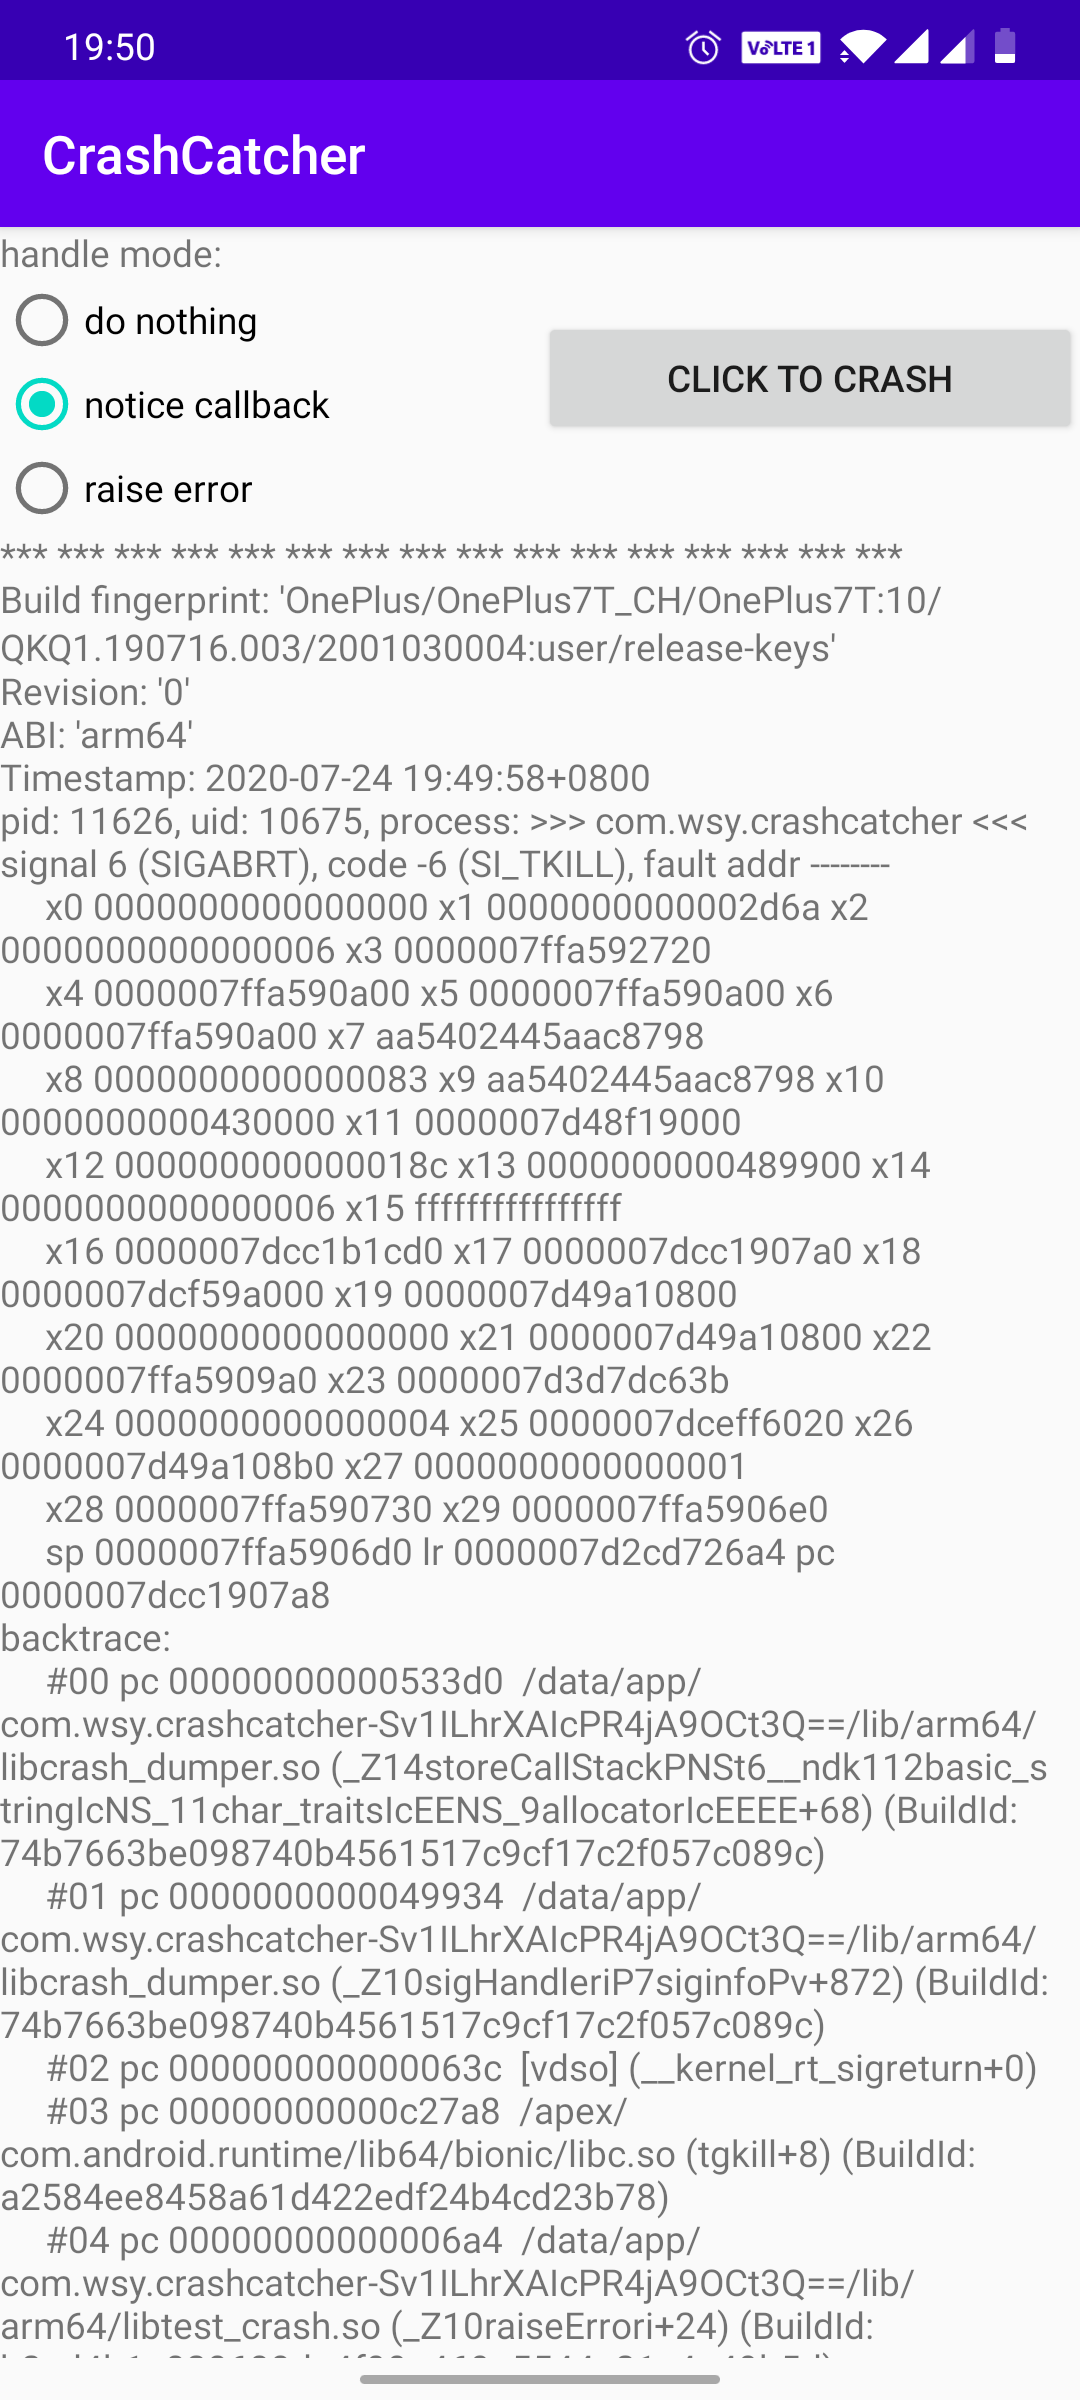 19:50
VoLTE 1
CrashCatcher
handle mode:
do nothing
notice callback
raise error
CLICK TO CRASH
*** *** *** *** *** *** *** *** *** *** *** *** *** *** *** ***
Build fingerprint: 'OnePlus/OnePlus7T_CH/OnePlus7T:10/
QKQ1.190716.003/2001030004:user/release-keys'
Revision: '0'
ABI: 'arm64'
Timestamp: 2020-07-24 19:49:58+0800
pid: 11626, uid: 10675, process: >>> com.wsy.crashcatcher <<<
signal 6 (SIGABRT), code -6 (SI_TKILL), fault addr --------
x0 0000000000000000 x1 0000000000002d6a x2
0000000000000006 x3 0000007ffa592720
x4 0000007ffa590a00 x5 0000007ffa590a00 x6
0000007ffa590a00 x7 aa5402445aac8798
x8 0000000000000083 x9 aa5402445aac8798 x10
0000000000430000 x11 0000007d48f19000
x12 000000000000018c x13 0000000000489900 x14
0000000000000006 x15 ffffffffffffffff
x16 0000007dcc1b1cd0 x17 0000007dcc1907a0 x18
0000007dcf59a000 x19 0000007d49a10800
x20 0000000000000000 x21 0000007d49a10800 x22
0000007ffa5909a0 x23 0000007d3d7dc63b
x24 0000000000000004 x25 0000007dceff6020 x26
0000007d49a108b0 x27 0000000000000001
x28 0000007ffa590730 x29 0000007ffa5906e0
sp 0000007ffa5906d0 lr 0000007d2cd726a4 pc
0000007dcc1907a8
backtrace:
#00 pc 00000000000533d0  /data/app/
com.wsy.crashcatcher-Sv1ILhrXAIcPR4jA9OCt3Q==/lib/arm64/
libcrash_dumper.so (_Z14storeCallStackPNSt6__ndk112basic_s
tringIcNS_11char_traitsIcEENS_9allocatorIcEEEE+68) (BuildId:
74b7663be098740b4561517c9cf17c2f057c089c)
#01 pc 0000000000049934  /data/app/
com.wsy.crashcatcher-Sv1ILhrXAIcPR4jA9OCt3Q==/lib/arm64/
libcrash_dumper.so (_Z10sigHandleriP7siginfoPv+872) (BuildId:
74b7663be098740b4561517c9cf17c2f057c089c)
#02 pc 000000000000063c  [vdso] (__kernel_rt_sigreturn+0)
#03 pc 00000000000c27a8  /apex/
com.android.runtime/lib64/bionic/libc.so (tgkill+8) (BuildId:
a2584ee8458a61d422edf24b4cd23b78)
#04 pc 00000000000006a4  /data/app/
com.wsy.crashcatcher-Sv1ILhrXAIcPR4jA9OCt3Q==/lib/
arm64/libtest_crash.so (_Z10raiseErrori+24) (BuildId: